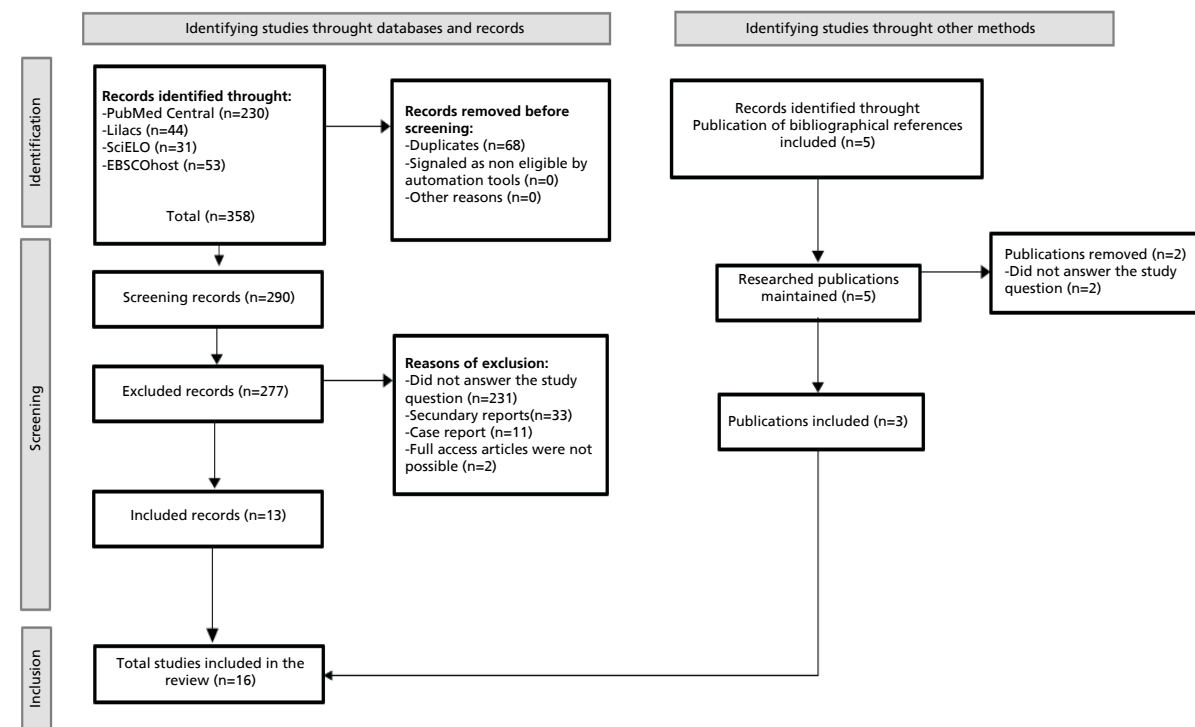 Identifying studies throught databases and records
Identifying studies throught other methods
Identification
Records identified throught:
-PubMed Central (n=230)
-Lilacs (n=44)
-SciELO (n=31)
-EBSCOhost (n=53)
Total (n=358)
Records removed before
screening:
-Duplicates (n=68)
-Signaled as non eligible by
automation tools (n=0)
-Other reasons (n=0)
Records identified throught
Publication of bibliographical references
included (n=5)
Screening
Screening records (n=290)
Researched publications
maintained (n=5)
Publications removed (n=2)
-Did not answer the study
question (n=2)
Excluded records (n=277)
Reasons of exclusion:
-Did not answer the study
question (n=231)
-Secundary reports(n=33)
-Case report (n=11)
-Full access articles were not
possible (n=2)
Publications included (n=3)
Included records (n=13)
Inclusion
Total studies included in the
review (n=16)